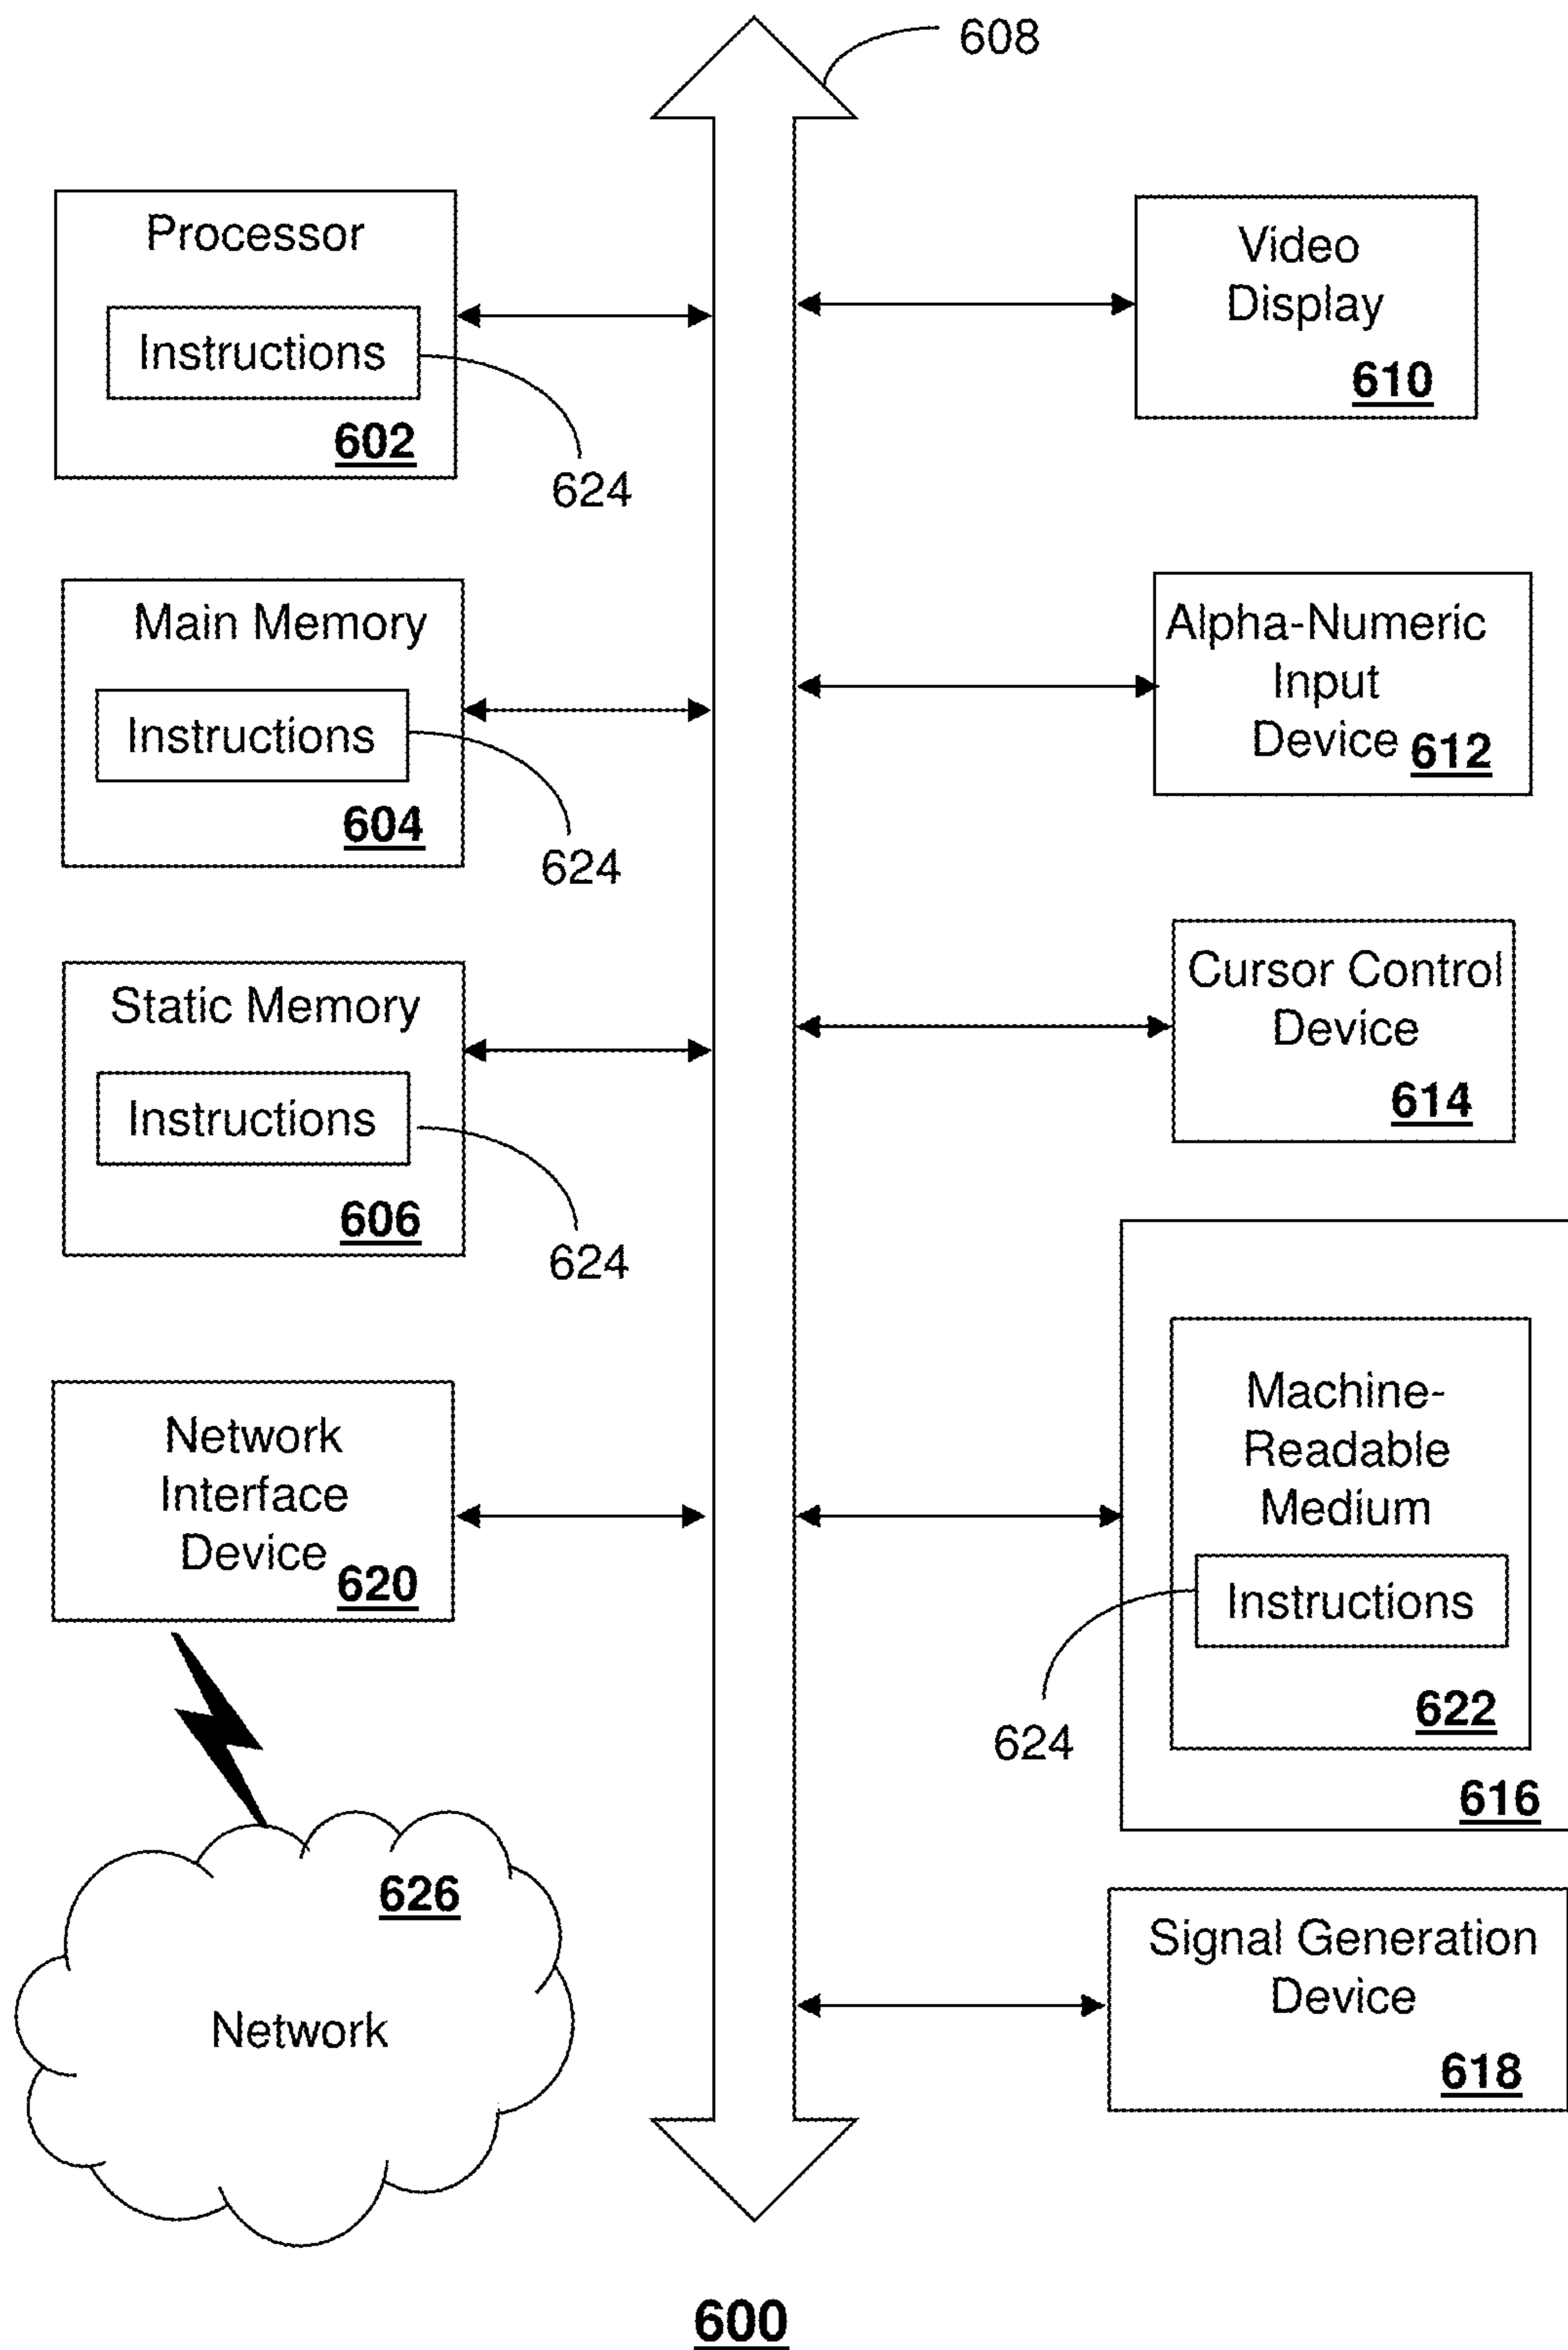 608
Processor
Instructions
602
624
Main Memory
Instructions
604
624
Static Memory
Instructions
606
624
Network
Interface
Device
620
626
Network
Video
Display
610
Alpha-Numeric
Input
Device
612
Cursor Control
Device
614
Machine-
Readable
Medium
Instructions
624
622
616
Signal Generation
Device
618
600